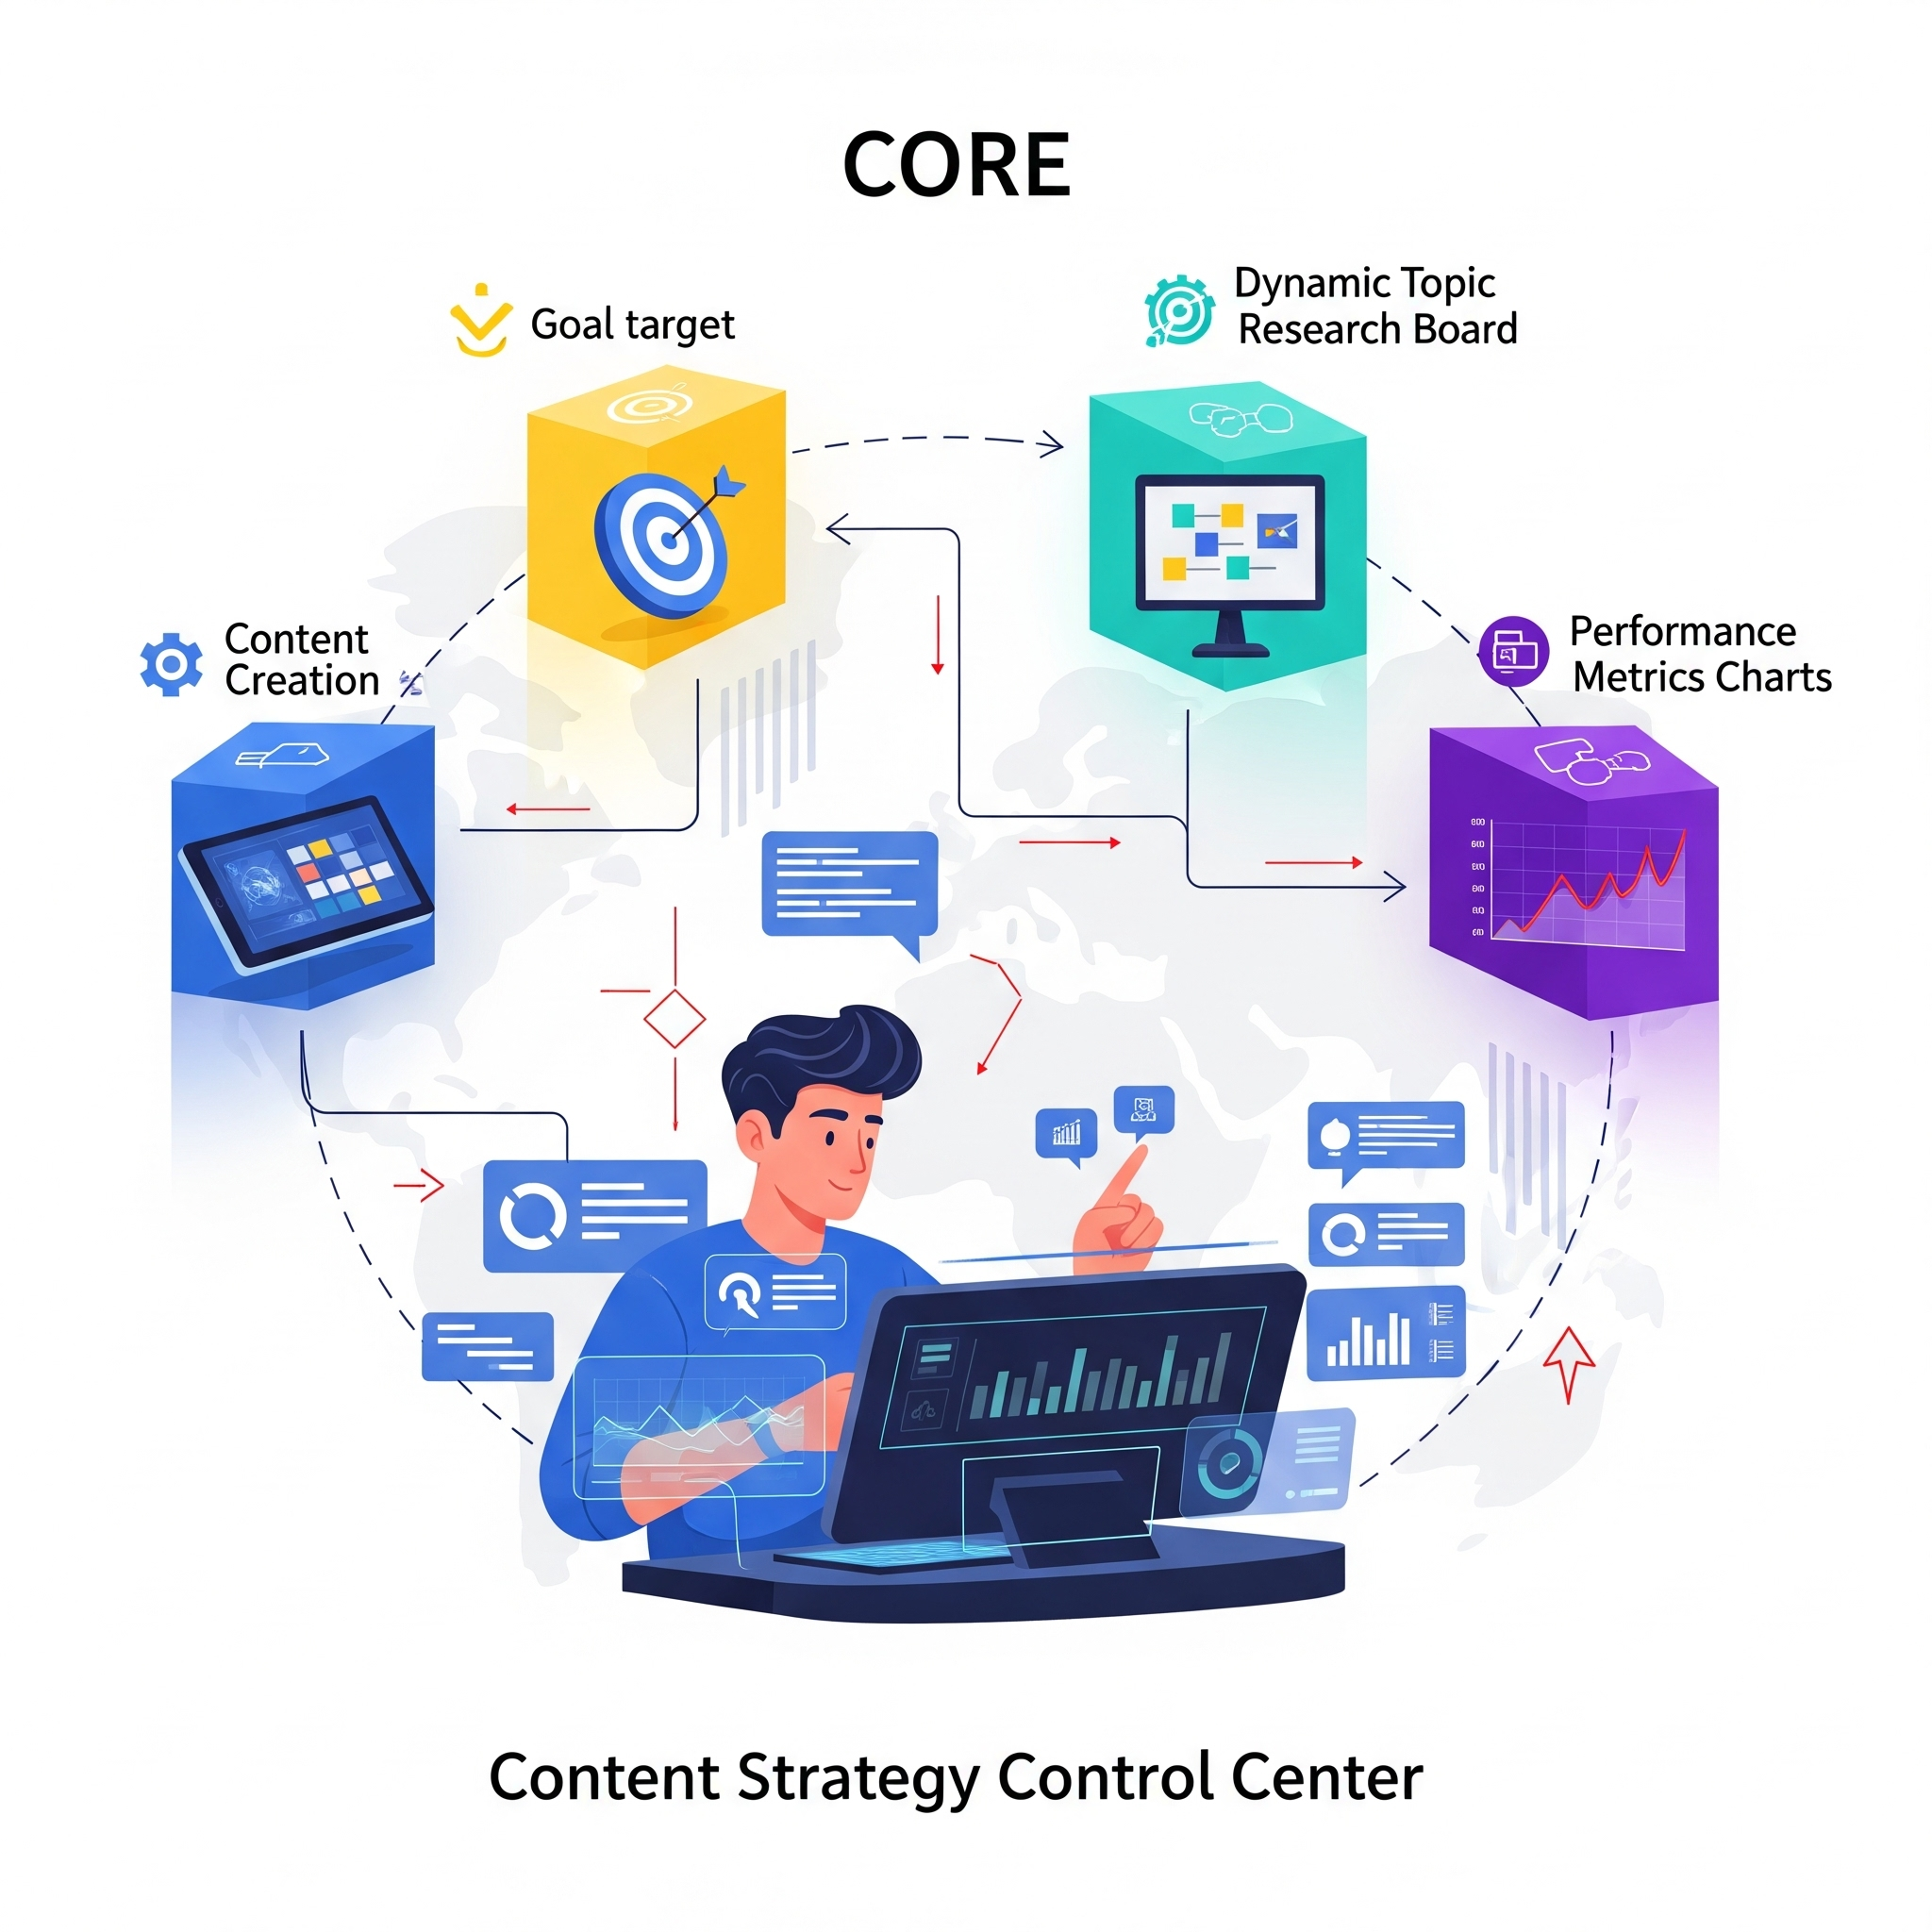 CORE
Goal target
Dynamic Topic
Research Board
Content
Creation
Performance
Metrics Charts
Content Strategy Control Center